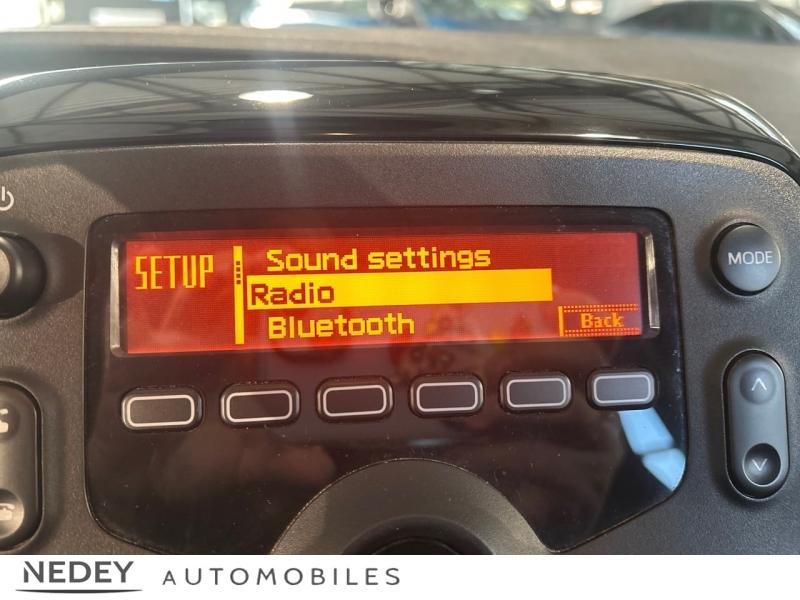 SETUP
Sound settings
Radio
Bluetooth
Back
MODE
NEDEY AUTOMOBILES